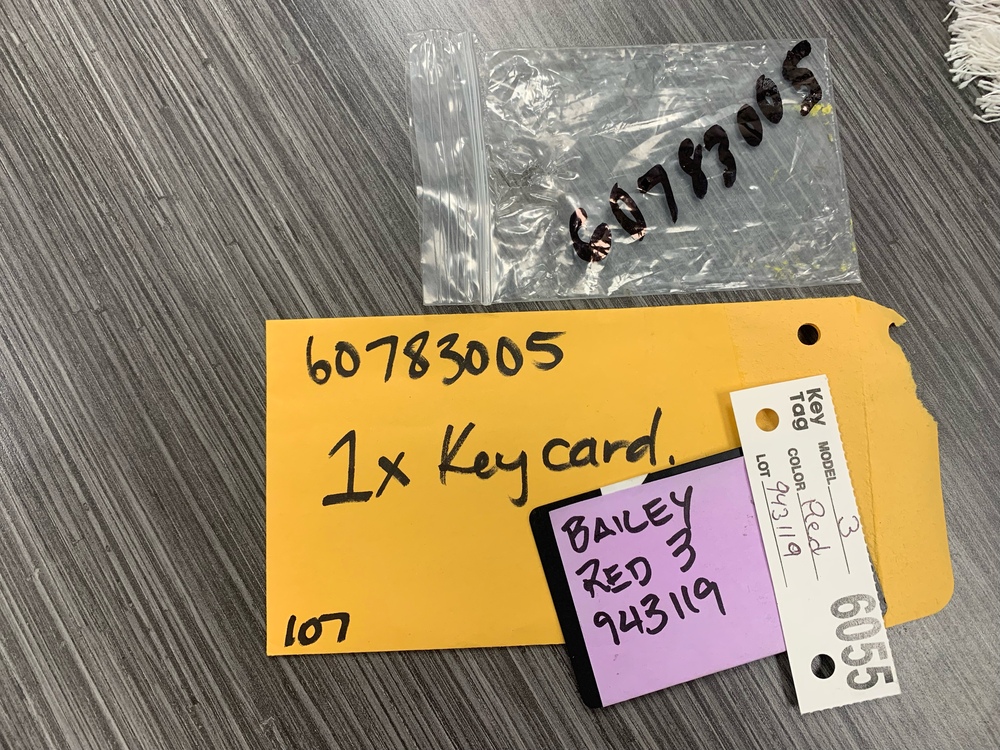 60783005
60783005
1x Keycard.
107
BAILEY
RED 3
943119
Key
Tag
MODEL 3
COLOR Red
LOT 943119
6055